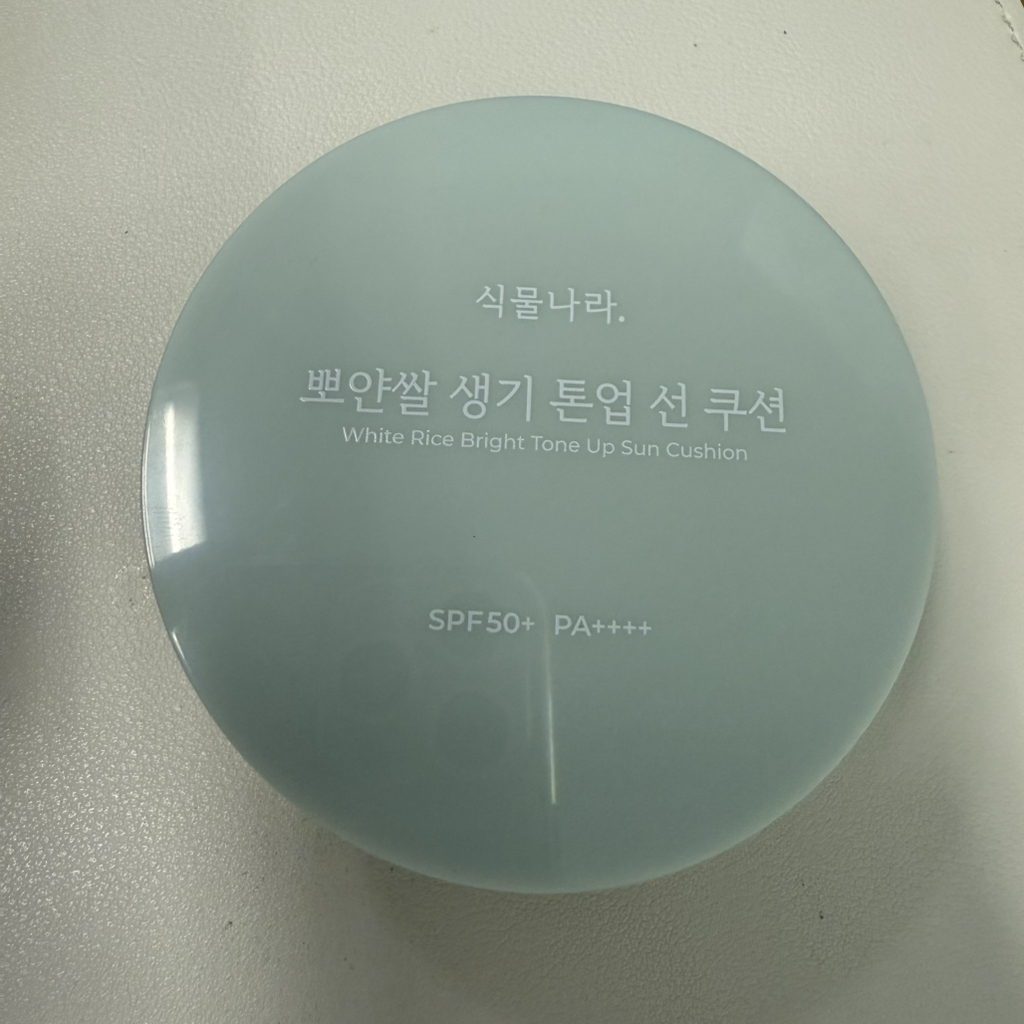 식물나라.
뽀얀쌀 생기 톤업 선 쿠션
White Rice Bright Tone Up Sun Cushion
SPF50+ PA++++